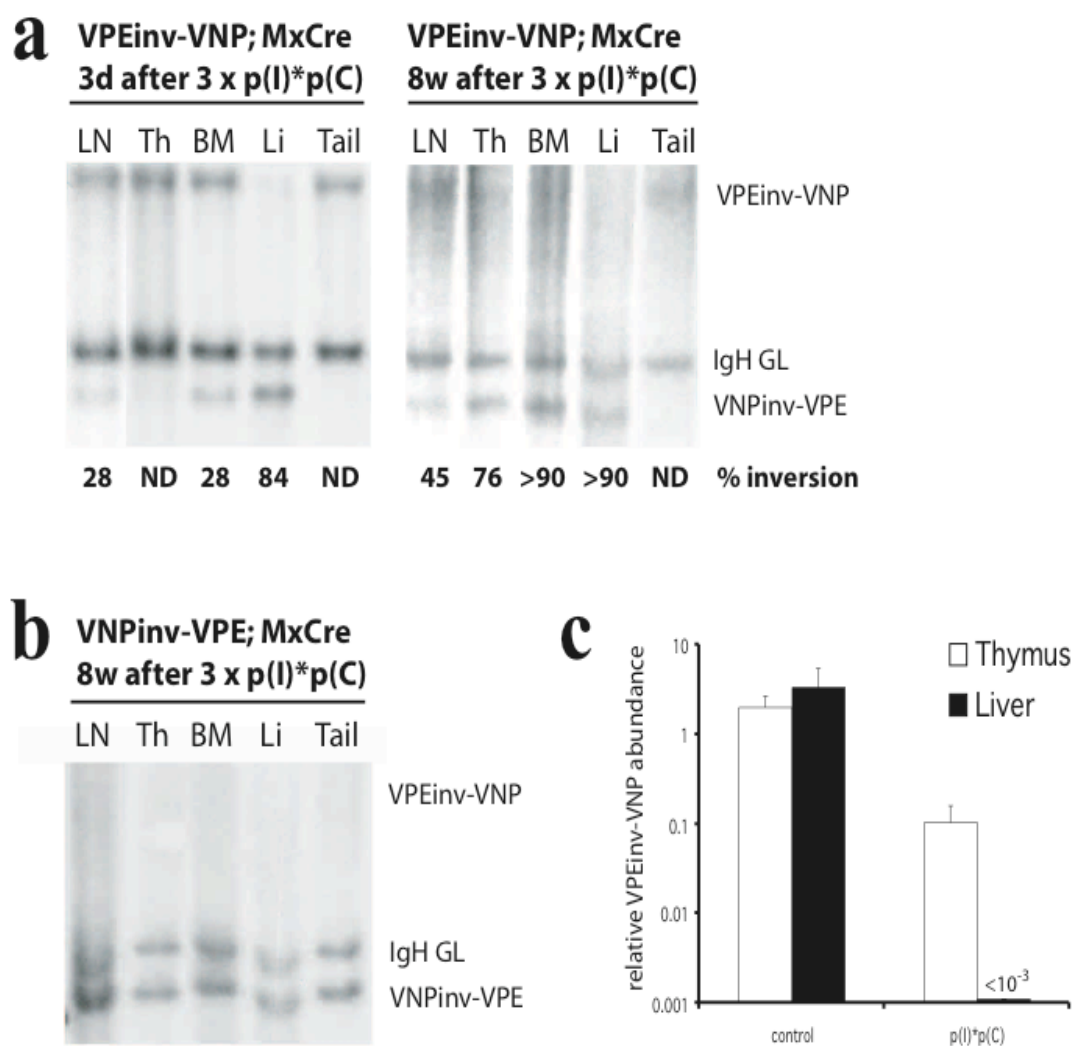 a
VPEinv-VNP; MxCre
3d after 3 x p(I)*p(C)
LN Th BM Li Tail
28 ND 28 84 ND
VPEinv-VNP; MxCre
8w after 3 x p(I)*p(C)
LN Th BM Li Tail
VPEinv-VNP
IgH GL
VNPinv-VPE
45 76 >90 >90 ND % inversion
b
VNPinv-VPE; MxCre
8w after 3 x p(I)*p(C)
LN Th BM Li Tail
VPEinv-VNP
IgH GL
VNPinv-VPE
c
relative VPEinv-VNP abundance
10
1
0.1
0.01
0.001
Thymus
Liver
<10⁻³
control p(I)*p(C)